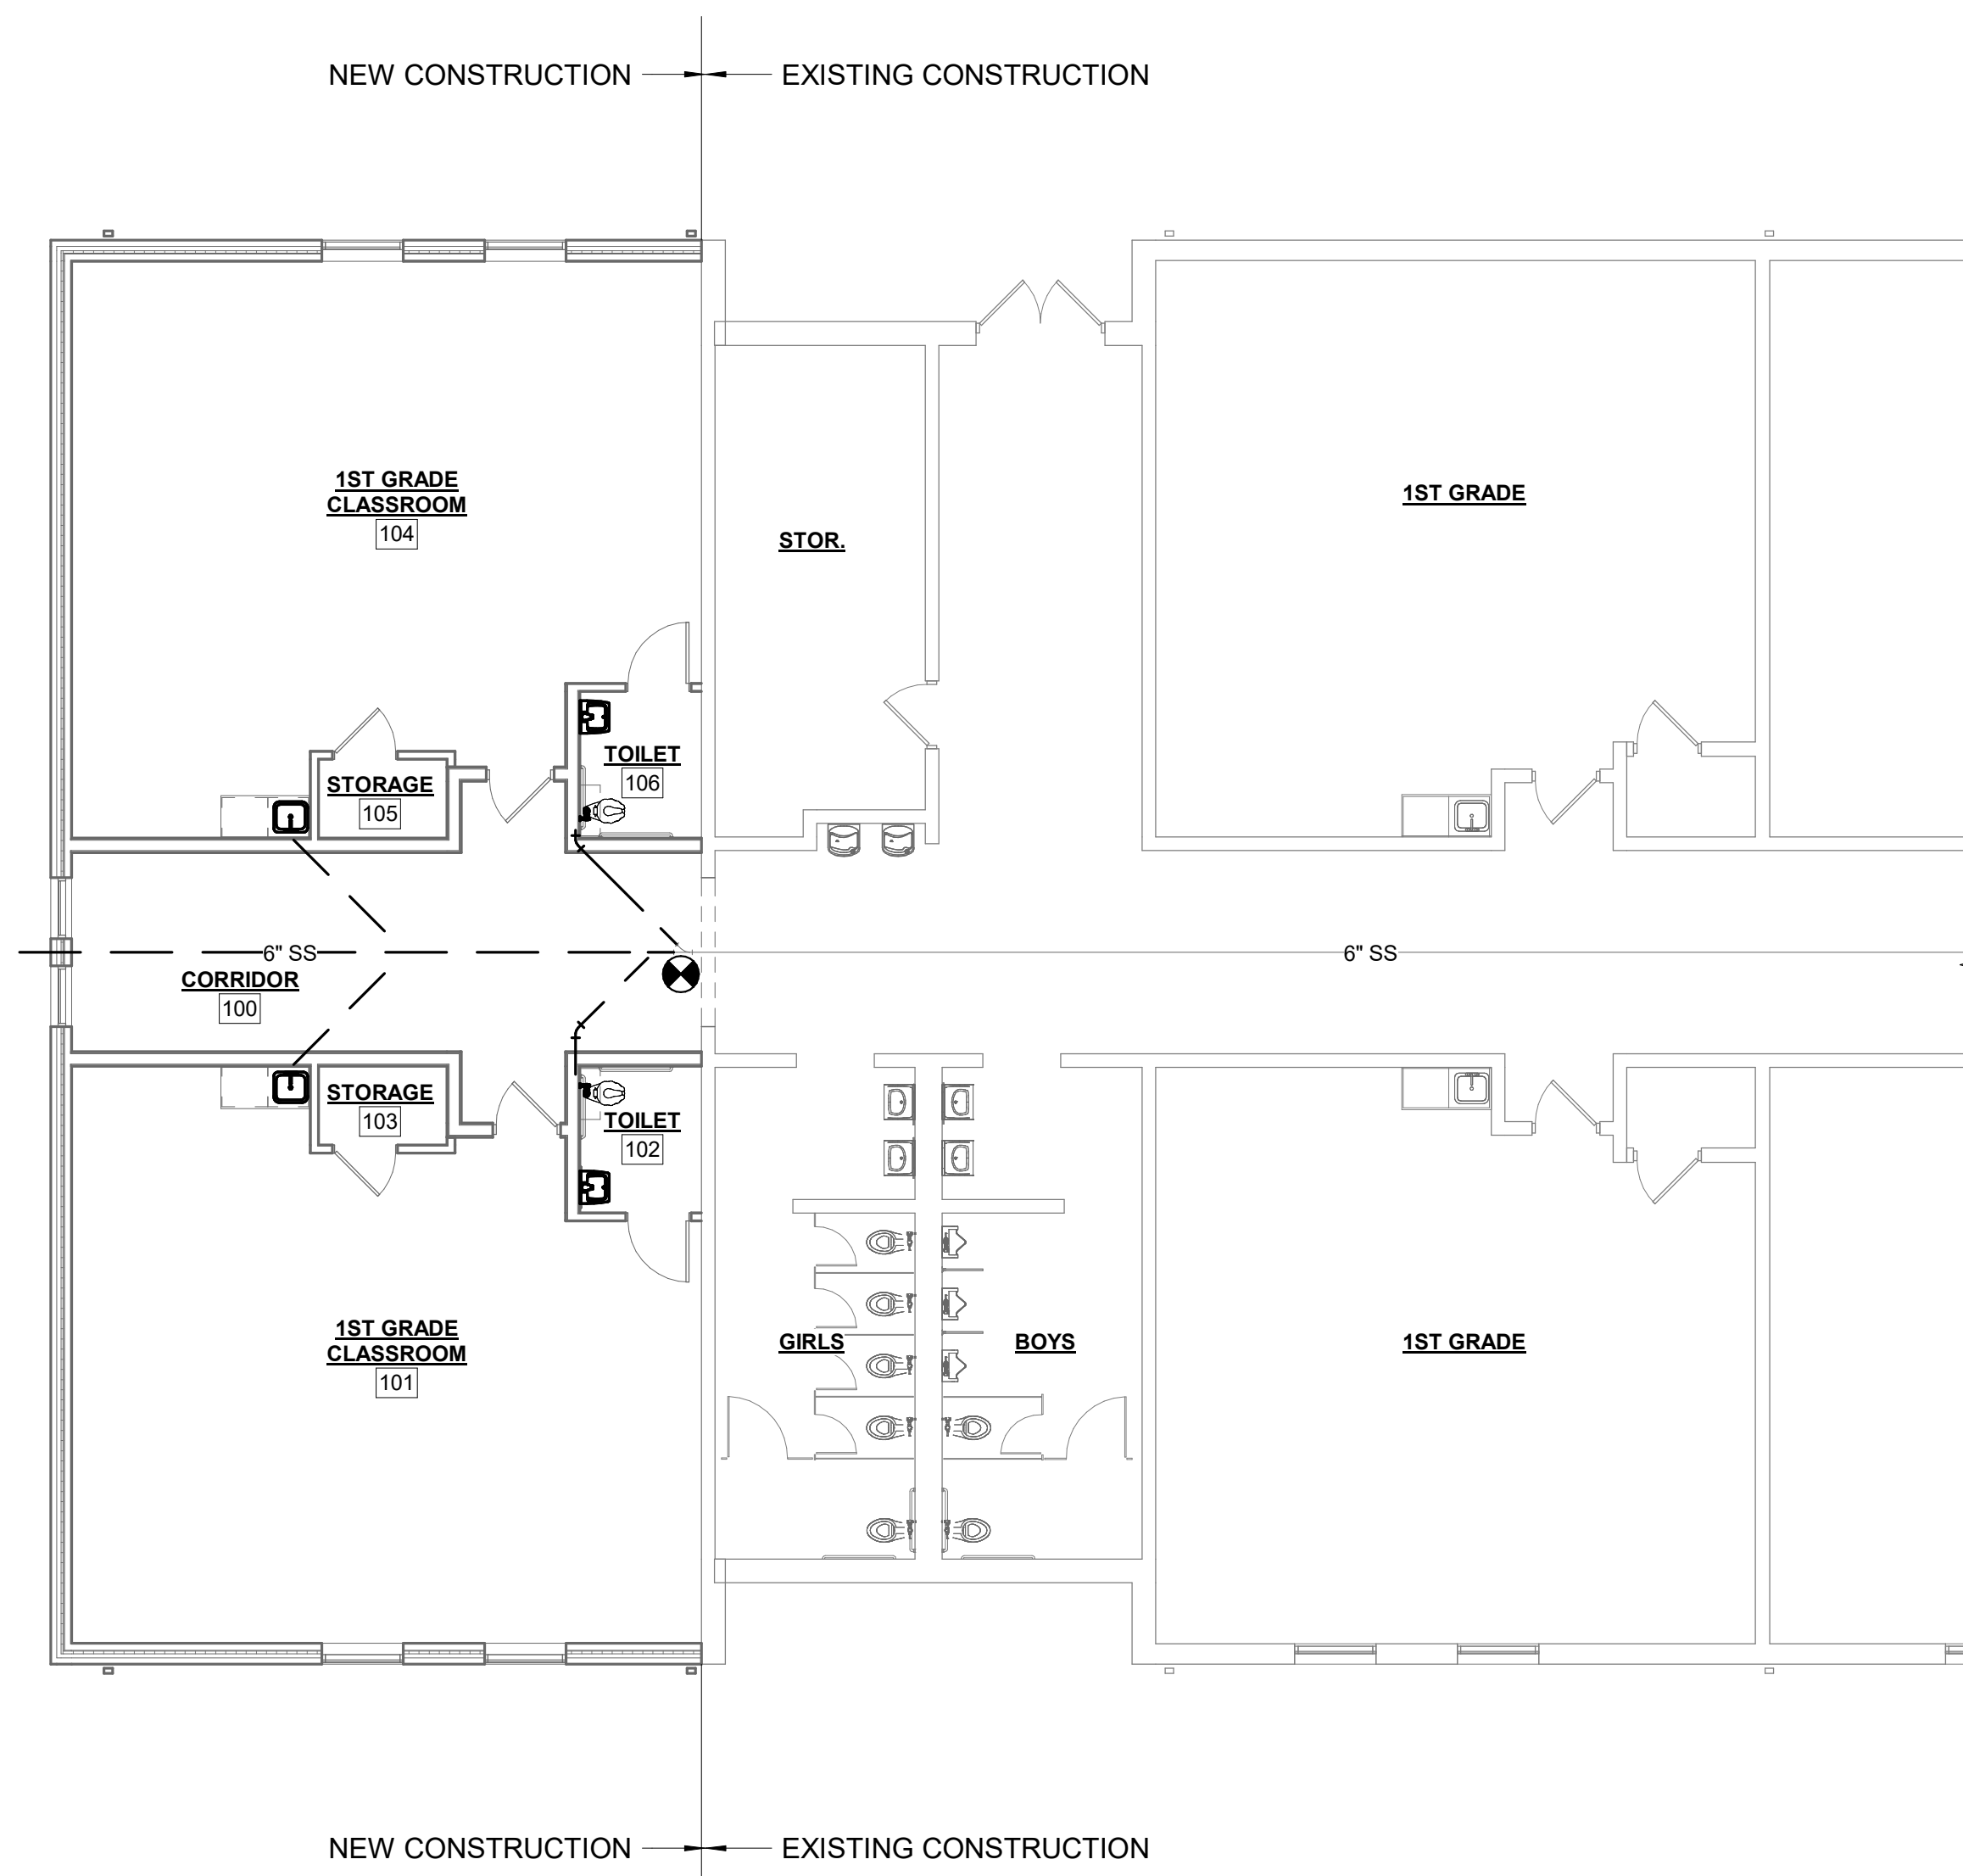 NEW CONSTRUCTION
EXISTING CONSTRUCTION
1ST GRADE
CLASSROOM
104
STOR.
1ST GRADE
TOILET
106
STORAGE
105
6" SS
6" SS
CORRIDOR
100
STORAGE
103
TOILET
102
1ST GRADE
CLASSROOM
101
GIRLS
BOYS
1ST GRADE
NEW CONSTRUCTION
EXISTING CONSTRUCTION